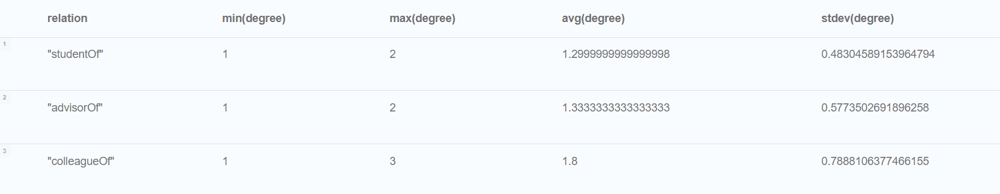 relation min(degree) max(degree) avg(degree) stdev(degree)
1 "studentOf" 1 2 1.2999999999999998 0.48304589153964794
2 "advisorOf" 1 2 1.3333333333333333 0.5773502691896258
3 "colleagueOf" 1 3 1.8 0.7888106377466155